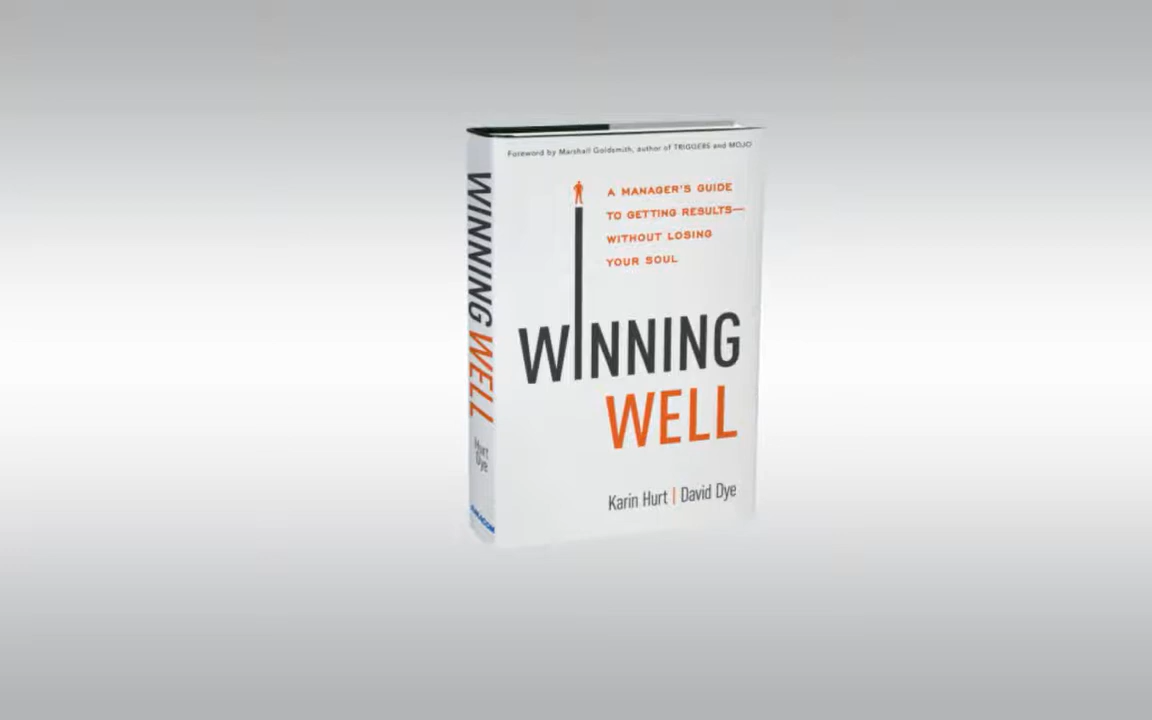 Foreword by Marshall Goldsmith, author of TRIGGERS and MOJO
A MANAGER'S GUIDE
TO GETTING RESULTS—
WITHOUT LOSING
YOUR SOUL
WINNING
WELL
Karin Hurt | David Dye
WINNING WELL
Hurt
Dye
AMACOM